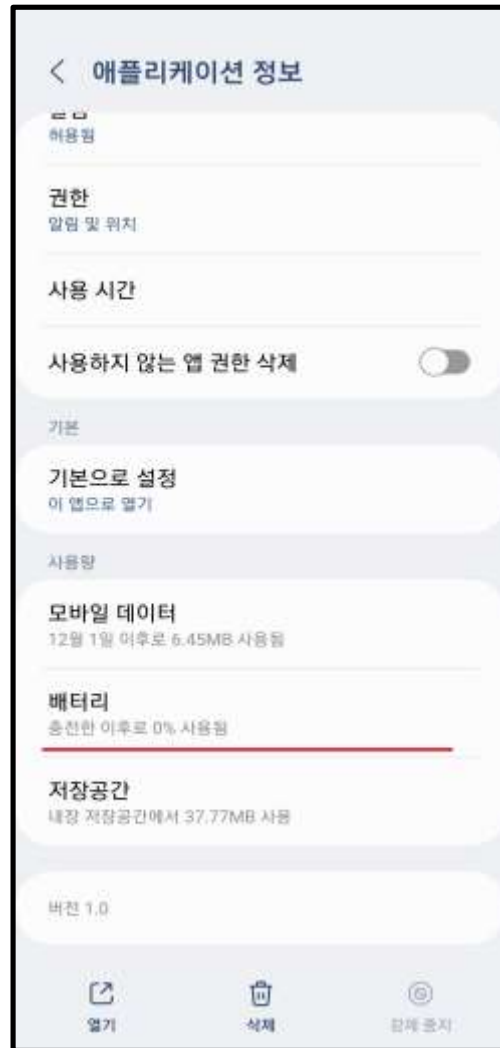 애플리케이션 정보
허용됨
권한
알림 및 위치
사용 시간
사용하지 않는 앱 권한 삭제
기본
기본으로 설정
이 앱으로 열기
사용량
모바일 데이터
12월 1일 이후로 6.45MB 사용됨
배터리
충전한 이후로 0% 사용됨
저장공간
내장 저장공간에서 37.77MB 사용
버전 1.0
열기
삭제
강제 중지